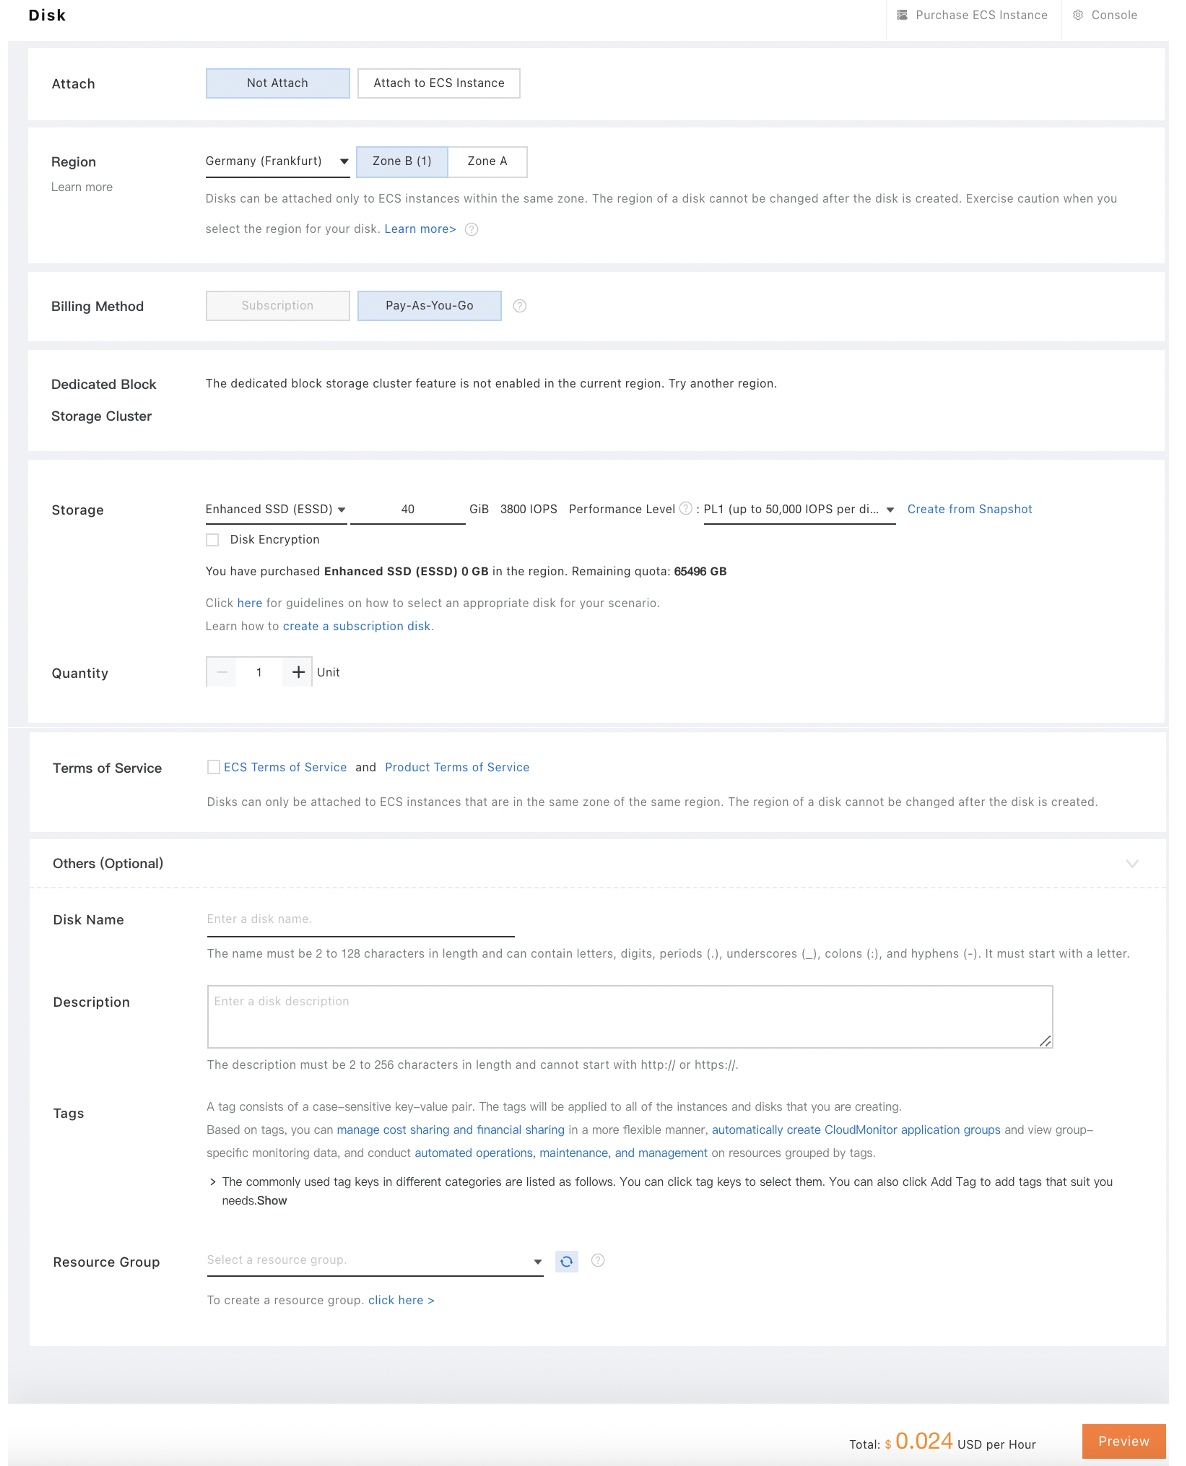 Disk
Purchase ECS Instance
Console
Attach
Not Attach
Attach to ECS Instance
Region
Germany (Frankfurt)
Zone B (1)
Zone A
Learn more
Disks can be attached only to ECS instances within the same zone. The region of a disk cannot be changed after the disk is created. Exercise caution when you
select the region for your disk. Learn more> ?
Billing Method
Subscription
Pay-As-You-Go
?
Dedicated Block
Storage Cluster
The dedicated block storage cluster feature is not enabled in the current region. Try another region.
Storage
Enhanced SSD (ESSD) 40 GiB 3800 IOPS Performance Level ? : PL1 (up to 50,000 IOPS per di... Create from Snapshot
Disk Encryption
You have purchased Enhanced SSD (ESSD) 0 GB in the region. Remaining quota: 65496 GB
Click here for guidelines on how to select an appropriate disk for your scenario.
Learn how to create a subscription disk.
Quantity
− 1 + Unit
Terms of Service
ECS Terms of Service and Product Terms of Service
Disks can only be attached to ECS instances that are in the same zone of the same region. The region of a disk cannot be changed after the disk is created.
Others (Optional)
Disk Name
Enter a disk name.
The name must be 2 to 128 characters in length and can contain letters, digits, periods (.), underscores (_), colons (:), and hyphens (-). It must start with a letter.
Description
Enter a disk description
The description must be 2 to 256 characters in length and cannot start with http:// or https://.
Tags
A tag consists of a case-sensitive key-value pair. The tags will be applied to all of the instances and disks that you are creating.
Based on tags, you can manage cost sharing and financial sharing in a more flexible manner, automatically create CloudMonitor application groups and view group-
specific monitoring data, and conduct automated operations, maintenance, and management on resources grouped by tags.
> The commonly used tag keys in different categories are listed as follows. You can click tag keys to select them. You can also click Add Tag to add tags that suit you
needs.Show
Resource Group
Select a resource group.
?
To create a resource group. click here >
Total: $ 0.024 USD per Hour
Preview